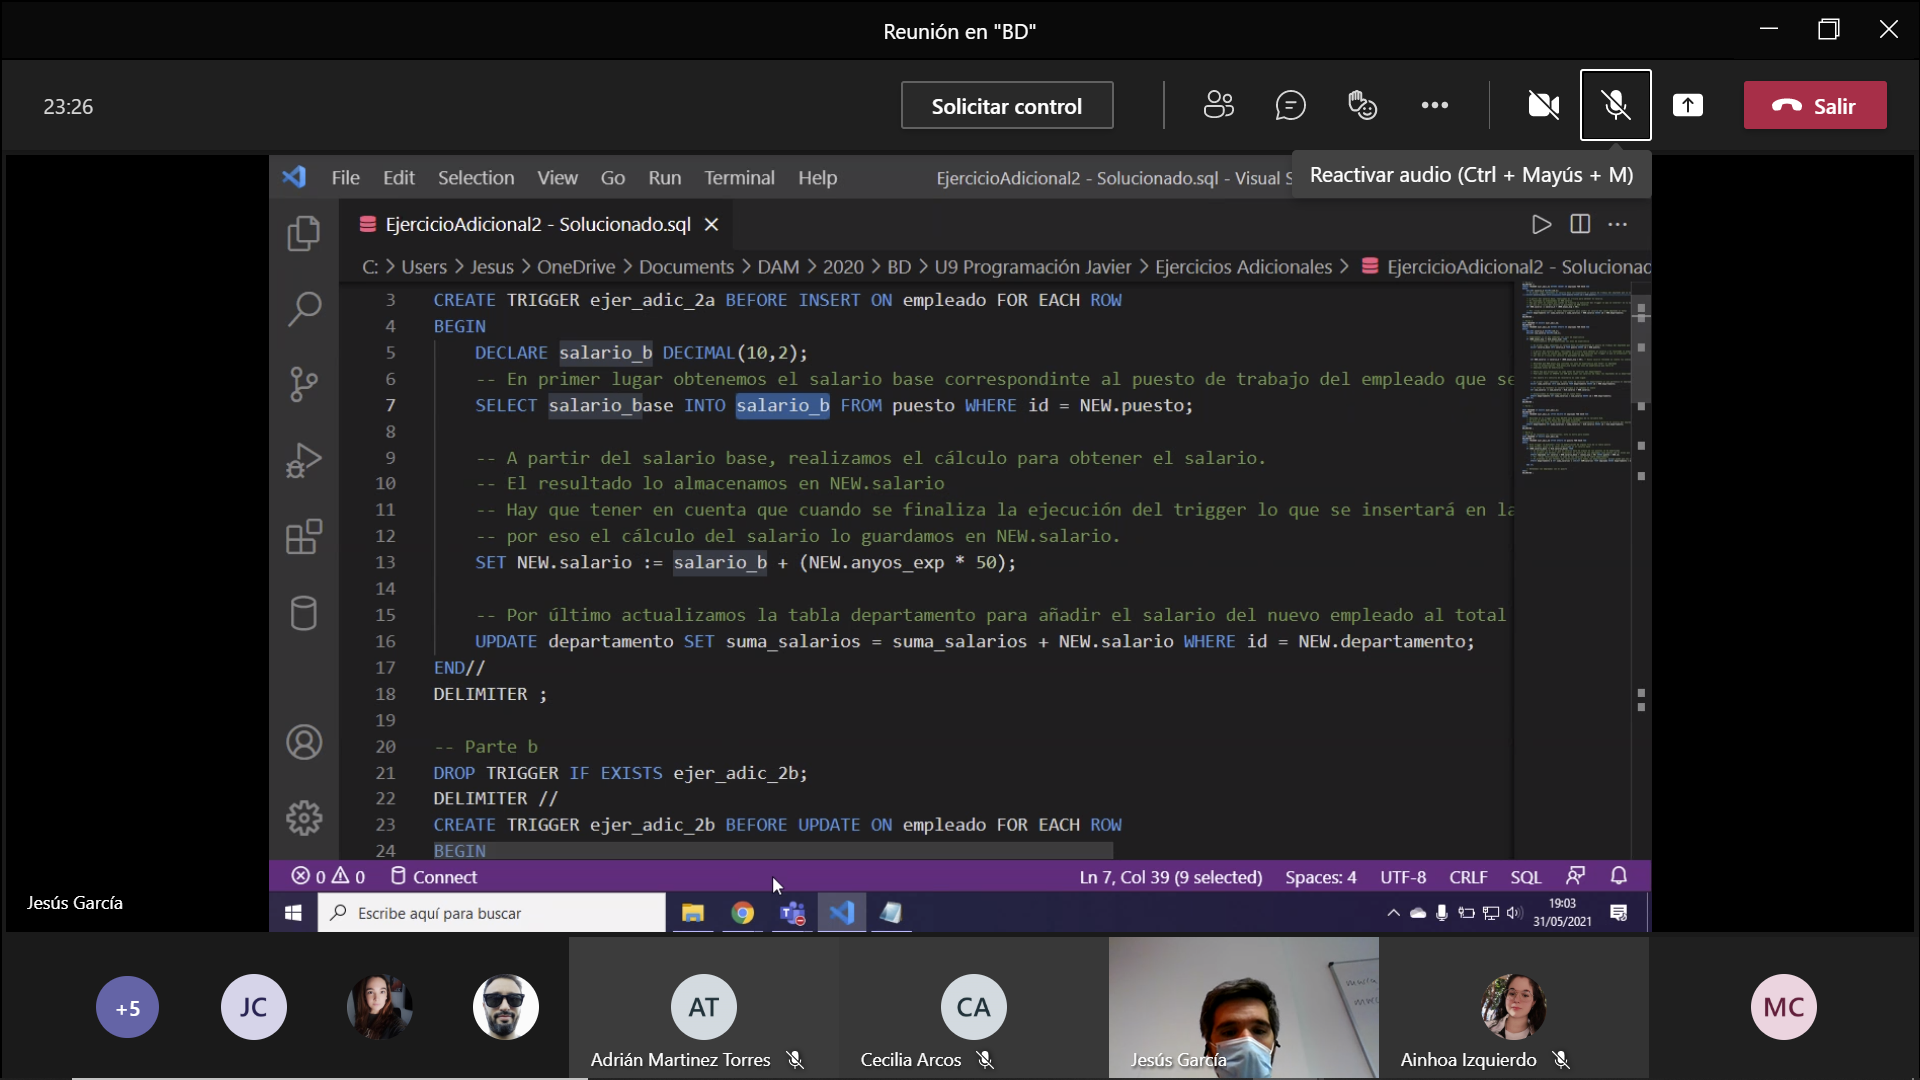 Reunión en "BD"
23:26
Solicitar control
Salir
Reactivar audio (Ctrl + Mayús + M)
File Edit Selection View Go Run Terminal Help
EjercicioAdicional2 - Solucionado.sql - Visual S
EjercicioAdicional2 - Solucionado.sql
C: > Users > Jesus > OneDrive > Documents > DAM > 2020 > BD > U9 Programación Javier > Ejercicios Adicionales > EjercicioAdicional2 - Solucionad
3 CREATE TRIGGER ejer_adic_2a BEFORE INSERT ON empleado FOR EACH ROW
4 BEGIN
5 DECLARE salario_b DECIMAL(10,2);
6 -- En primer lugar obtenemos el salario base correspondinte al puesto de trabajo del empleado que se
7 SELECT salario_base INTO salario_b FROM puesto WHERE id = NEW.puesto;
8
9 -- A partir del salario base, realizamos el cálculo para obtener el salario.
10 -- El resultado lo almacenamos en NEW.salario
11 -- Hay que tener en cuenta que cuando se finaliza la ejecución del trigger lo que se insertará en la
12 -- por eso el cálculo del salario lo guardamos en NEW.salario.
13 SET NEW.salario := salario_b + (NEW.anyos_exp * 50);
14
15 -- Por último actualizamos la tabla departamento para añadir el salario del nuevo empleado al total
16 UPDATE departamento SET suma_salarios = suma_salarios + NEW.salario WHERE id = NEW.departamento;
17 END//
18 DELIMITER ;
19
20 -- Parte b
21 DROP TRIGGER IF EXISTS ejer_adic_2b;
22 DELIMITER //
23 CREATE TRIGGER ejer_adic_2b BEFORE UPDATE ON empleado FOR EACH ROW
24 BEGIN
0 0 Connect
Ln 7, Col 39 (9 selected) Spaces: 4 UTF-8 CRLF SQL
Jesús García
Escribe aquí para buscar
19:03
31/05/2021
+5
JC
AT
CA
MC
Adrián Martinez Torres
Cecilia Arcos
Jesús García
Ainhoa Izquierdo